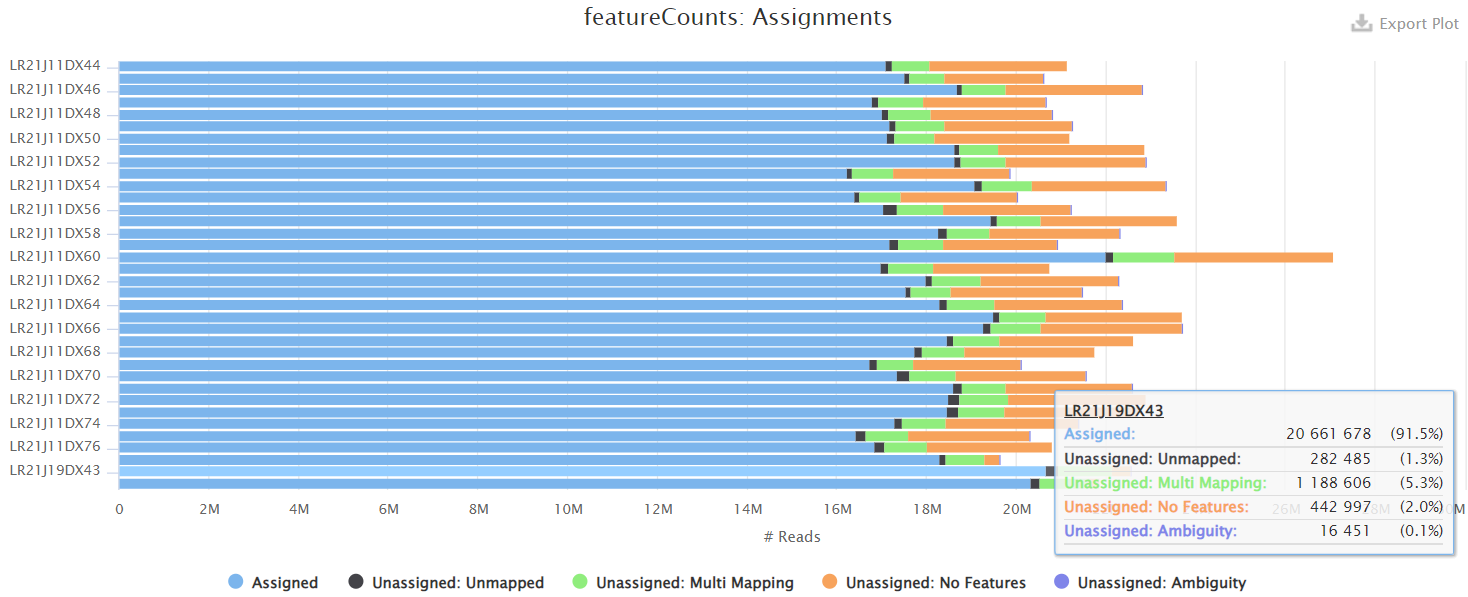 featureCounts: Assignments
Export Plot
LR21J11DX44
LR21J11DX46
LR21J11DX48
LR21J11DX50
LR21J11DX52
LR21J11DX54
LR21J11DX56
LR21J11DX58
LR21J11DX60
LR21J11DX62
LR21J11DX64
LR21J11DX66
LR21J11DX68
LR21J11DX70
LR21J11DX72
LR21J11DX74
LR21J11DX76
LR21J19DX43
LR21J19DX43
Assigned: 20 661 678 (91.5%)
Unassigned: Unmapped: 282 485 (1.3%)
Unassigned: Multi Mapping: 1 188 606 (5.3%)
Unassigned: No Features: 442 997 (2.0%)
Unassigned: Ambiguity: 16 451 (0.1%)
0 2M 4M 6M 8M 10M 12M 14M 16M 18M 20M 26M
# Reads
Assigned Unassigned: Unmapped Unassigned: Multi Mapping Unassigned: No Features Unassigned: Ambiguity